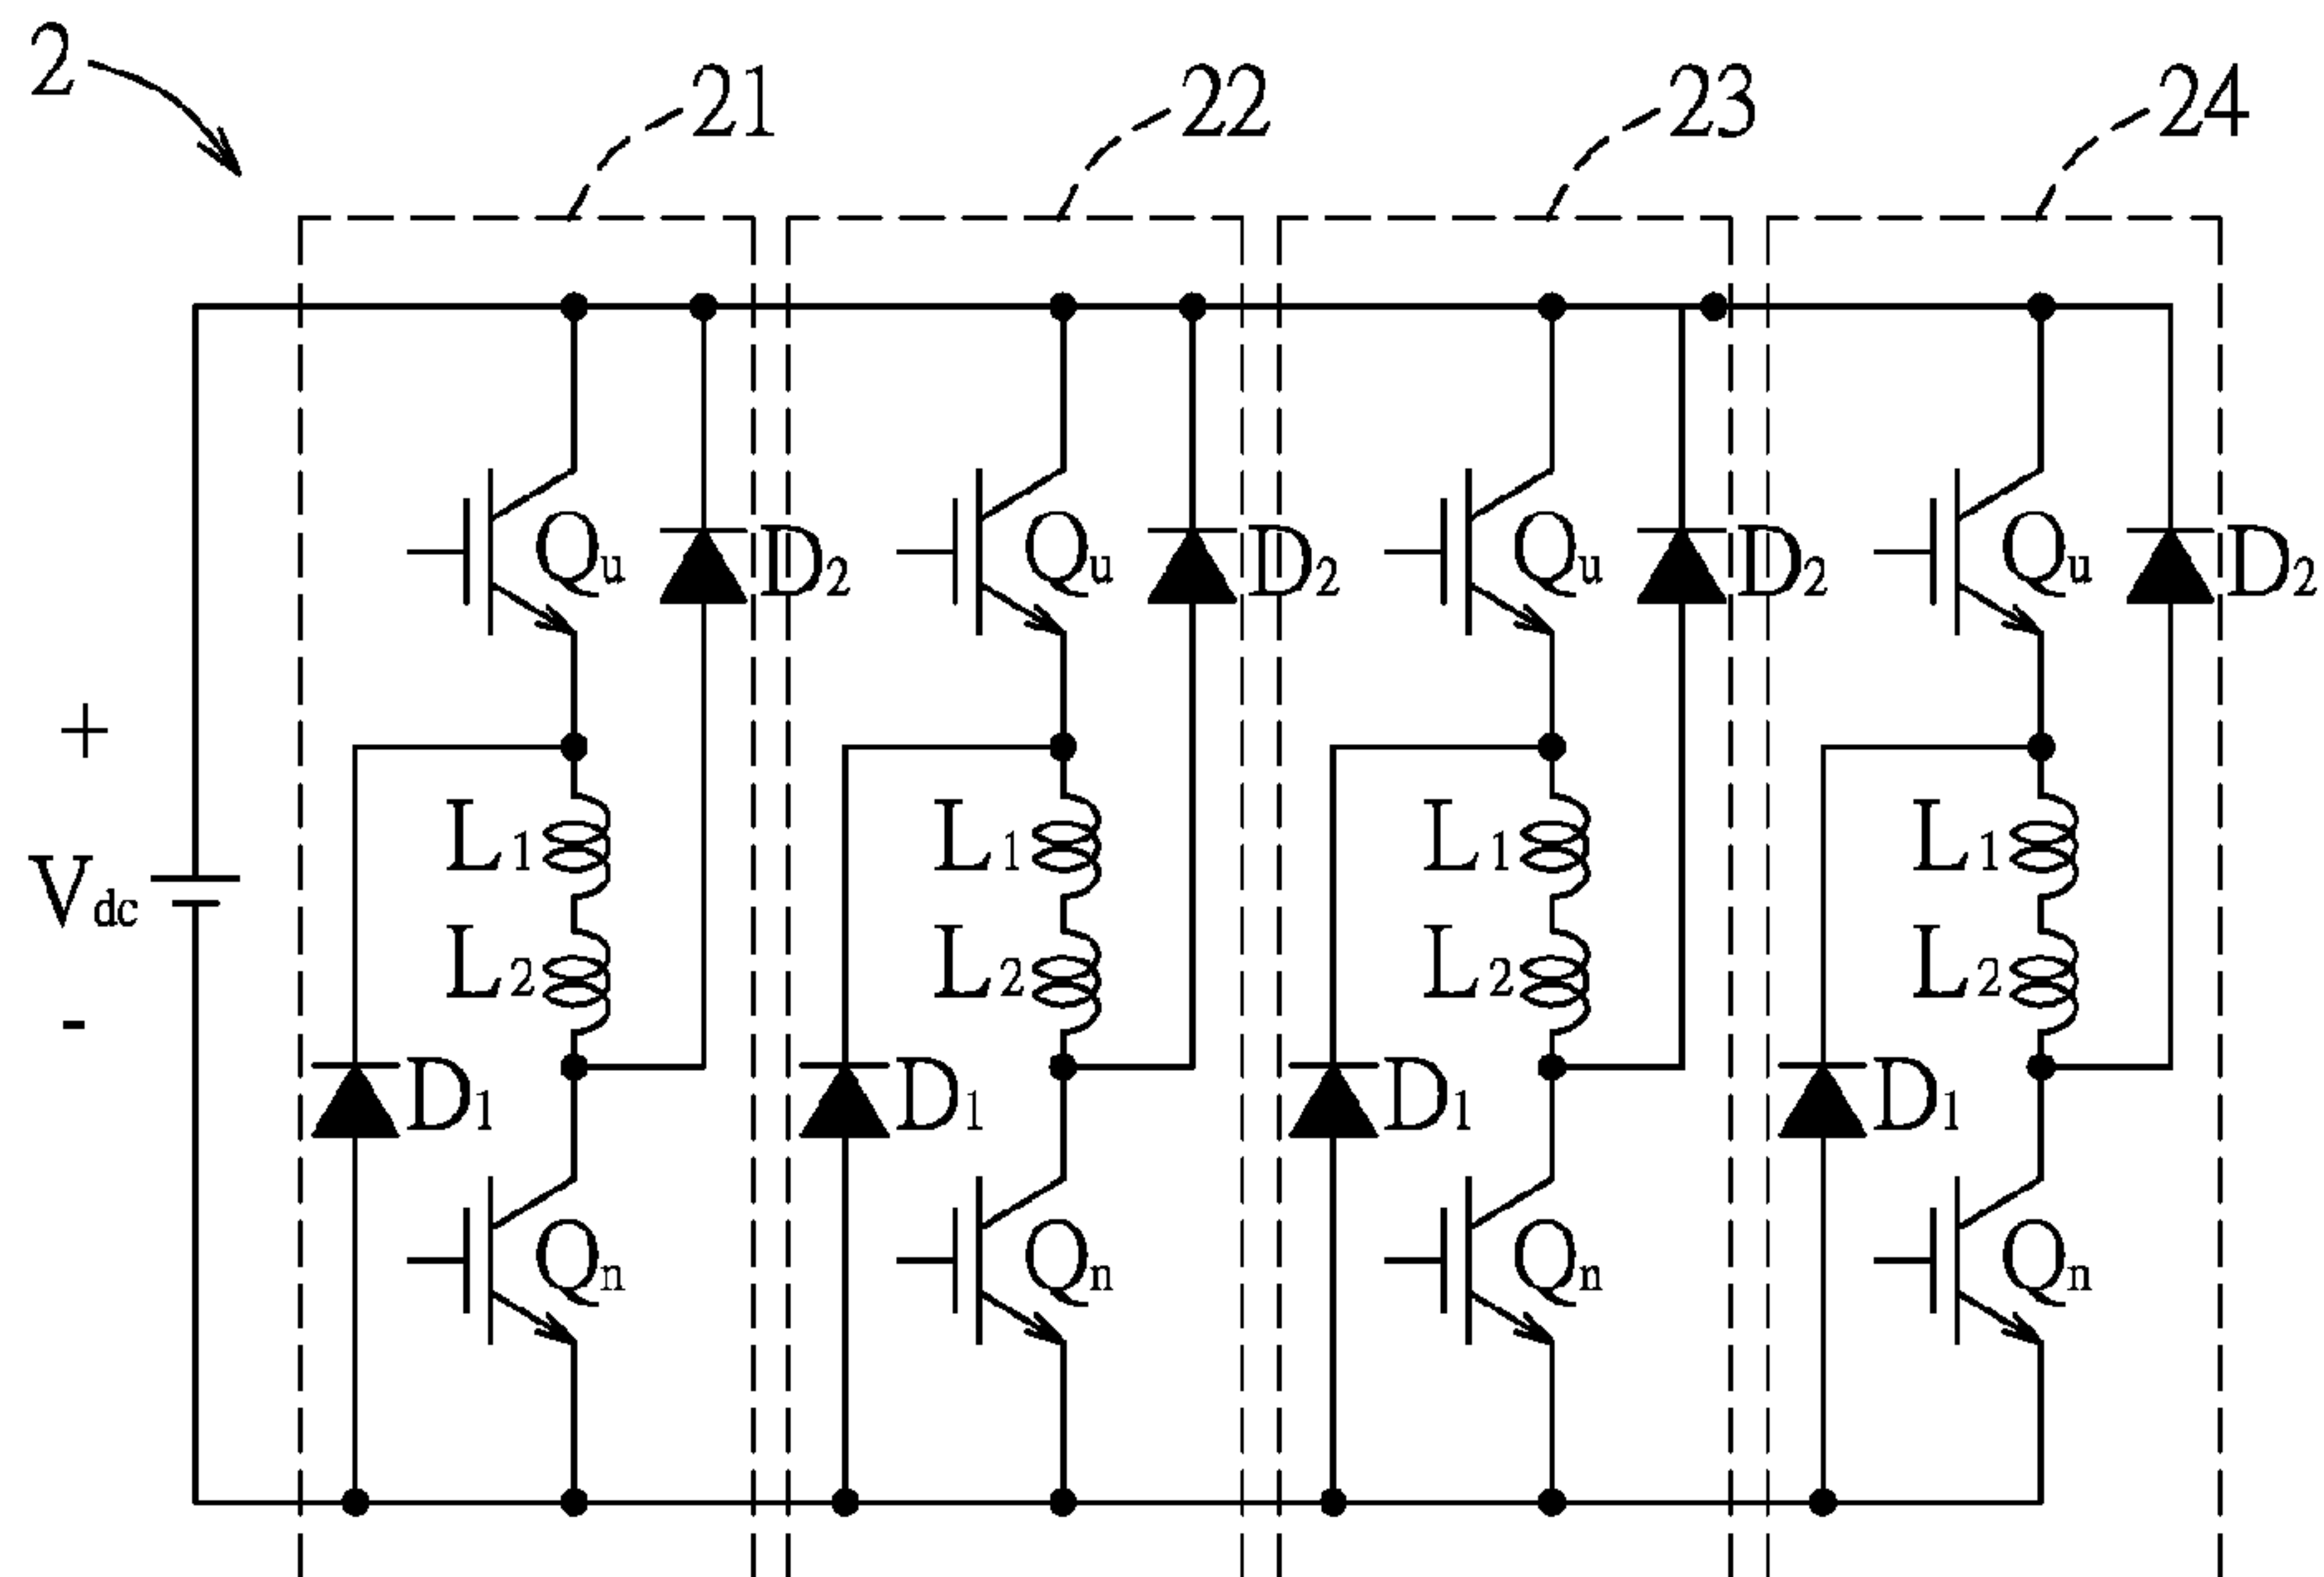 2
21
22
23
24
Qu D2 Qu D2 Qu D2 Qu D2
+
L1 L1 L1 L1
Vdc
L2 L2 L2 L2
-
D1 D1 D1 D1
Qn Qn Qn Qn